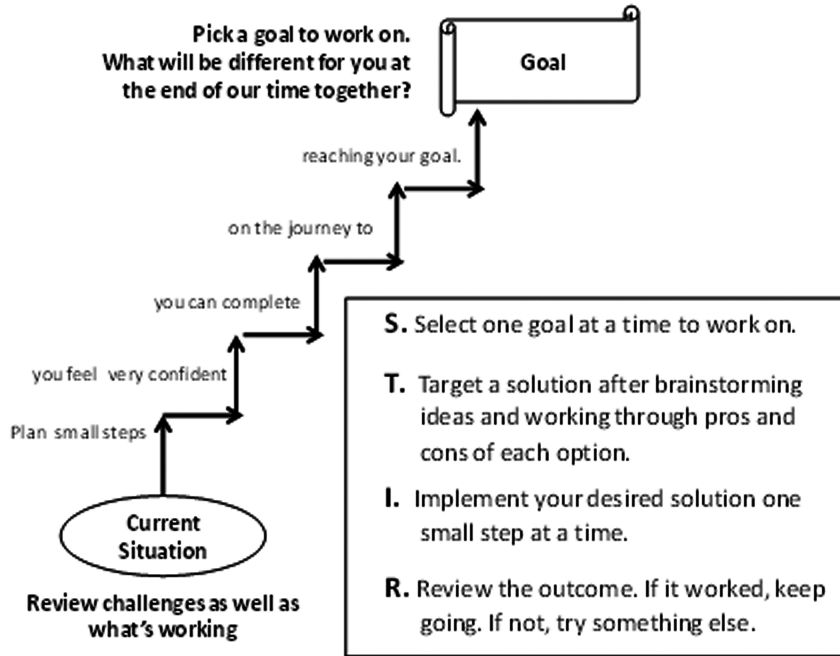 Pick a goal to work on.
What will be different for you at
the end of our time together?
Goal
reaching your goal.
on the journey to
you can complete
you feel very confident
Plan small steps
Current
Situation
Review challenges as well as
what's working
S. Select one goal at a time to work on.
T. Target a solution after brainstorming
ideas and working through pros and
cons of each option.
I. Implement your desired solution one
small step at a time.
R. Review the outcome. If it worked, keep
going. If not, try something else.